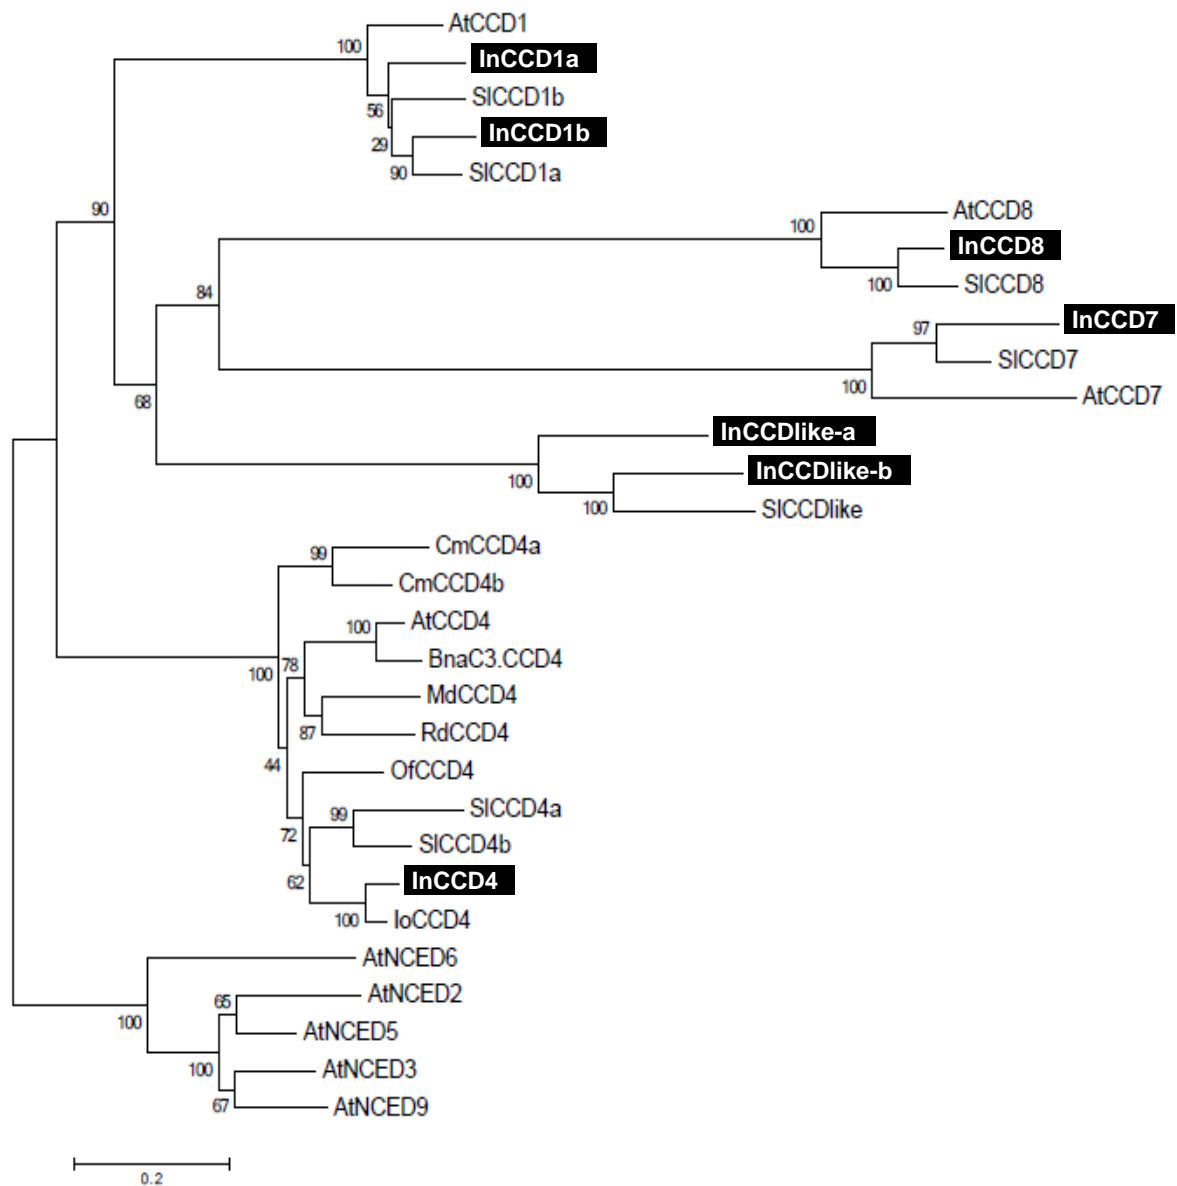 AtCCD1
100
InCCD1a
SlCCD1b
56
InCCD1b
29
90
SlCCD1a
90
AtCCD8
100
InCCD8
100
SlCCD8
84
InCCD7
97
SlCCD7
100
AtCCD7
68
InCCDlike-a
InCCDlike-b
100
100
SlCCDlike
CmCCD4a
99
CmCCD4b
AtCCD4
100
BnaC3.CCD4
78
100
MdCCD4
87
RdCCD4
44
OfCCD4
SlCCD4a
99
72
SlCCD4b
InCCD4
62
100
IoCCD4
AtNCED6
AtNCED2
65
100
AtNCED5
100
AtNCED3
67
AtNCED9
0.2